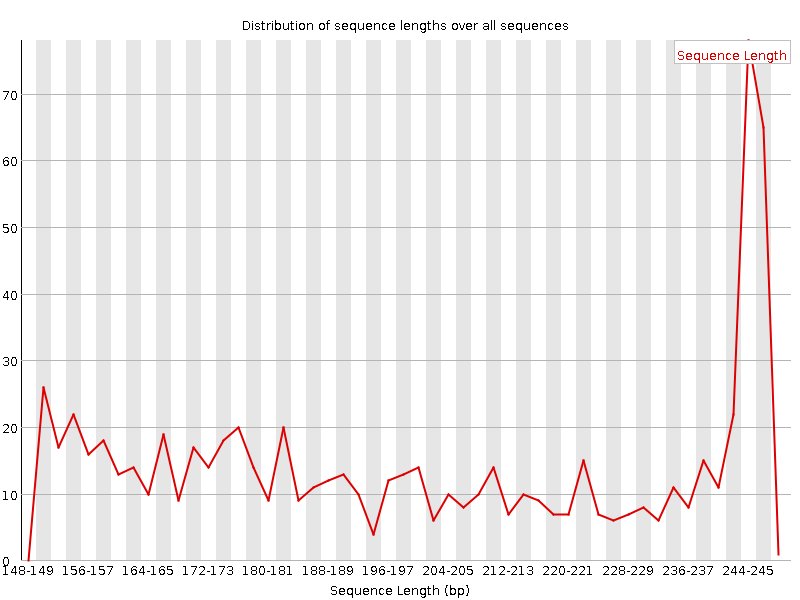 Distribution of sequence lengths over all sequences
Sequence Length
70
60
50
40
30
20
10
0
148-149 156-157 164-165 172-173 180-181 188-189 196-197 204-205 212-213 220-221 228-229 236-237 244-245
Sequence Length (bp)